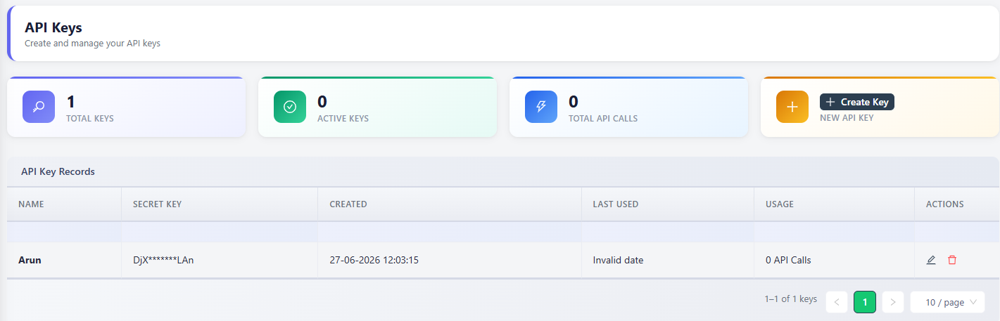 API Keys
Create and manage your API keys
1
TOTAL KEYS
0
ACTIVE KEYS
0
TOTAL API CALLS
+ Create Key
NEW API KEY
API Key Records
NAME SECRET KEY CREATED LAST USED USAGE ACTIONS
Arun DjX*******LAn 27-06-2026 12:03:15 Invalid date 0 API Calls
1–1 of 1 keys < 1 > 10 / page